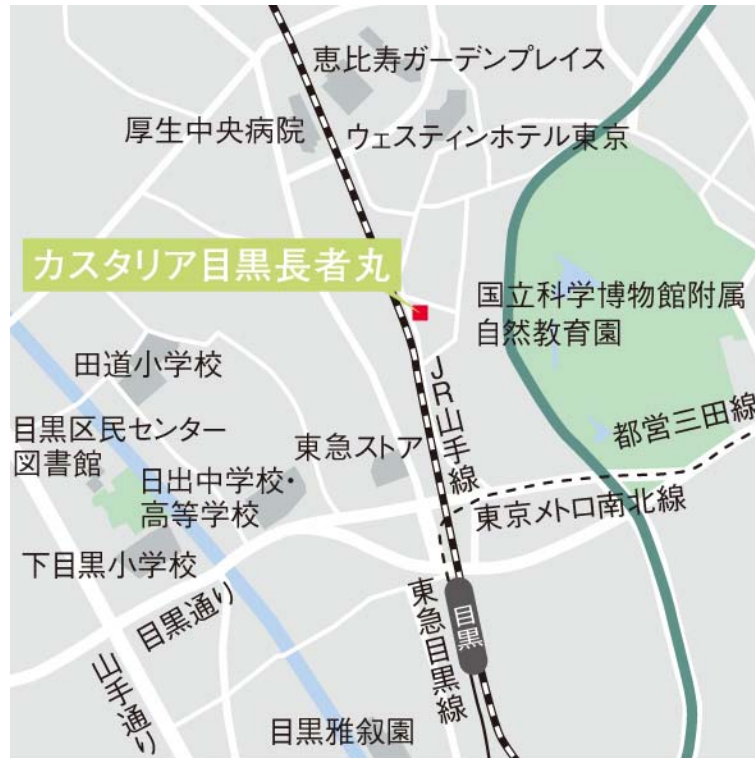 恵比寿ガーデンプレイス
厚生中央病院
ウェスティンホテル東京
カスタリア目黒長者丸
国立科学博物館附属
自然教育園
田道小学校
JR山手線
目黒区民センター
図書館
東急ストア
都営三田線
日出中学校・
高等学校
東京メトロ南北線
下目黒小学校
目黒通り
目黒
東急目黒線
山手通り
目黒雅叙園